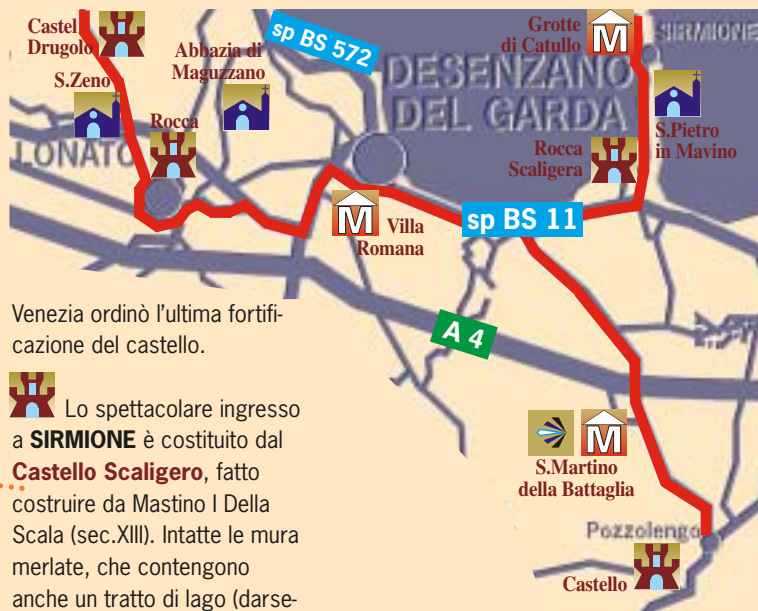 Castel
Drugolo
S.Zeno
Abbazia di
Maguzzano
Rocca
LONATO
sp BS 572
DESENZANO
DEL GARDA
Grotte
di Catullo
M
SIRMIONE
S.Pietro
in Mavino
Rocca
Scaligera
M
Villa
Romana
sp BS 11
A 4
M
S.Martino
della Battaglia
Pozzolengo
Castello
Venezia ordinò l'ultima fortifi-
cazione del castello.
Lo spettacolare ingresso
a SIRMIONE è costituito dal
Castello Scaligero, fatto
costruire da Mastino I Della
Scala (sec.XIII). Intatte le mura
merlate, che contengono
anche un tratto di lago (darse-